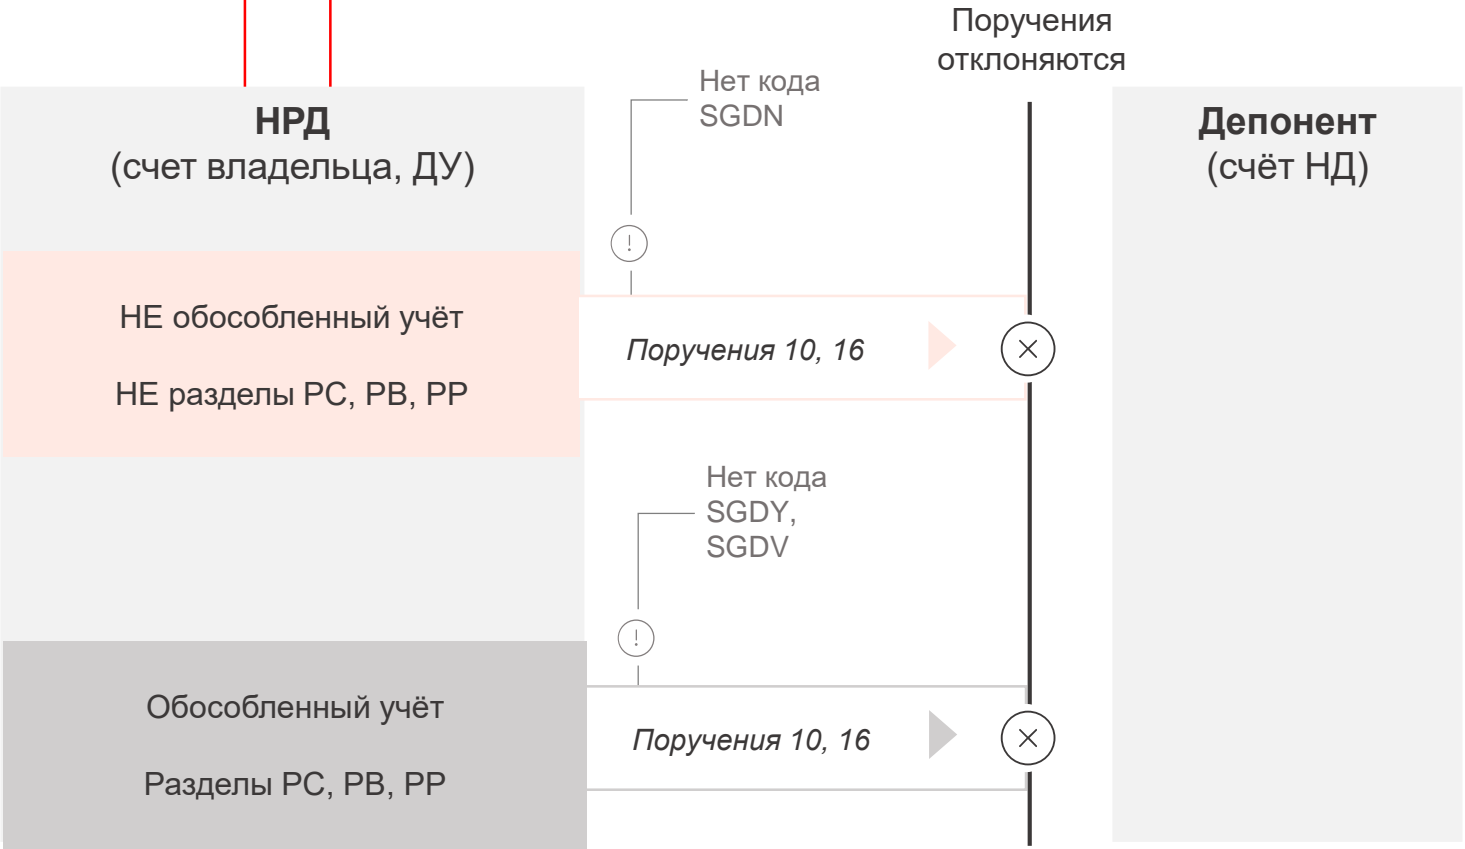 Поручения
отклоняются
НРД
(счет владельца, ДУ)
Нет кода
SGDN
Депонент
(счёт НД)
!
НЕ обособленный учёт
НЕ разделы РС, РВ, РР
Поручения 10, 16
Нет кода
SGDY,
SGDV
!
Обособленный учёт
Разделы РС, РВ, РР
Поручения 10, 16